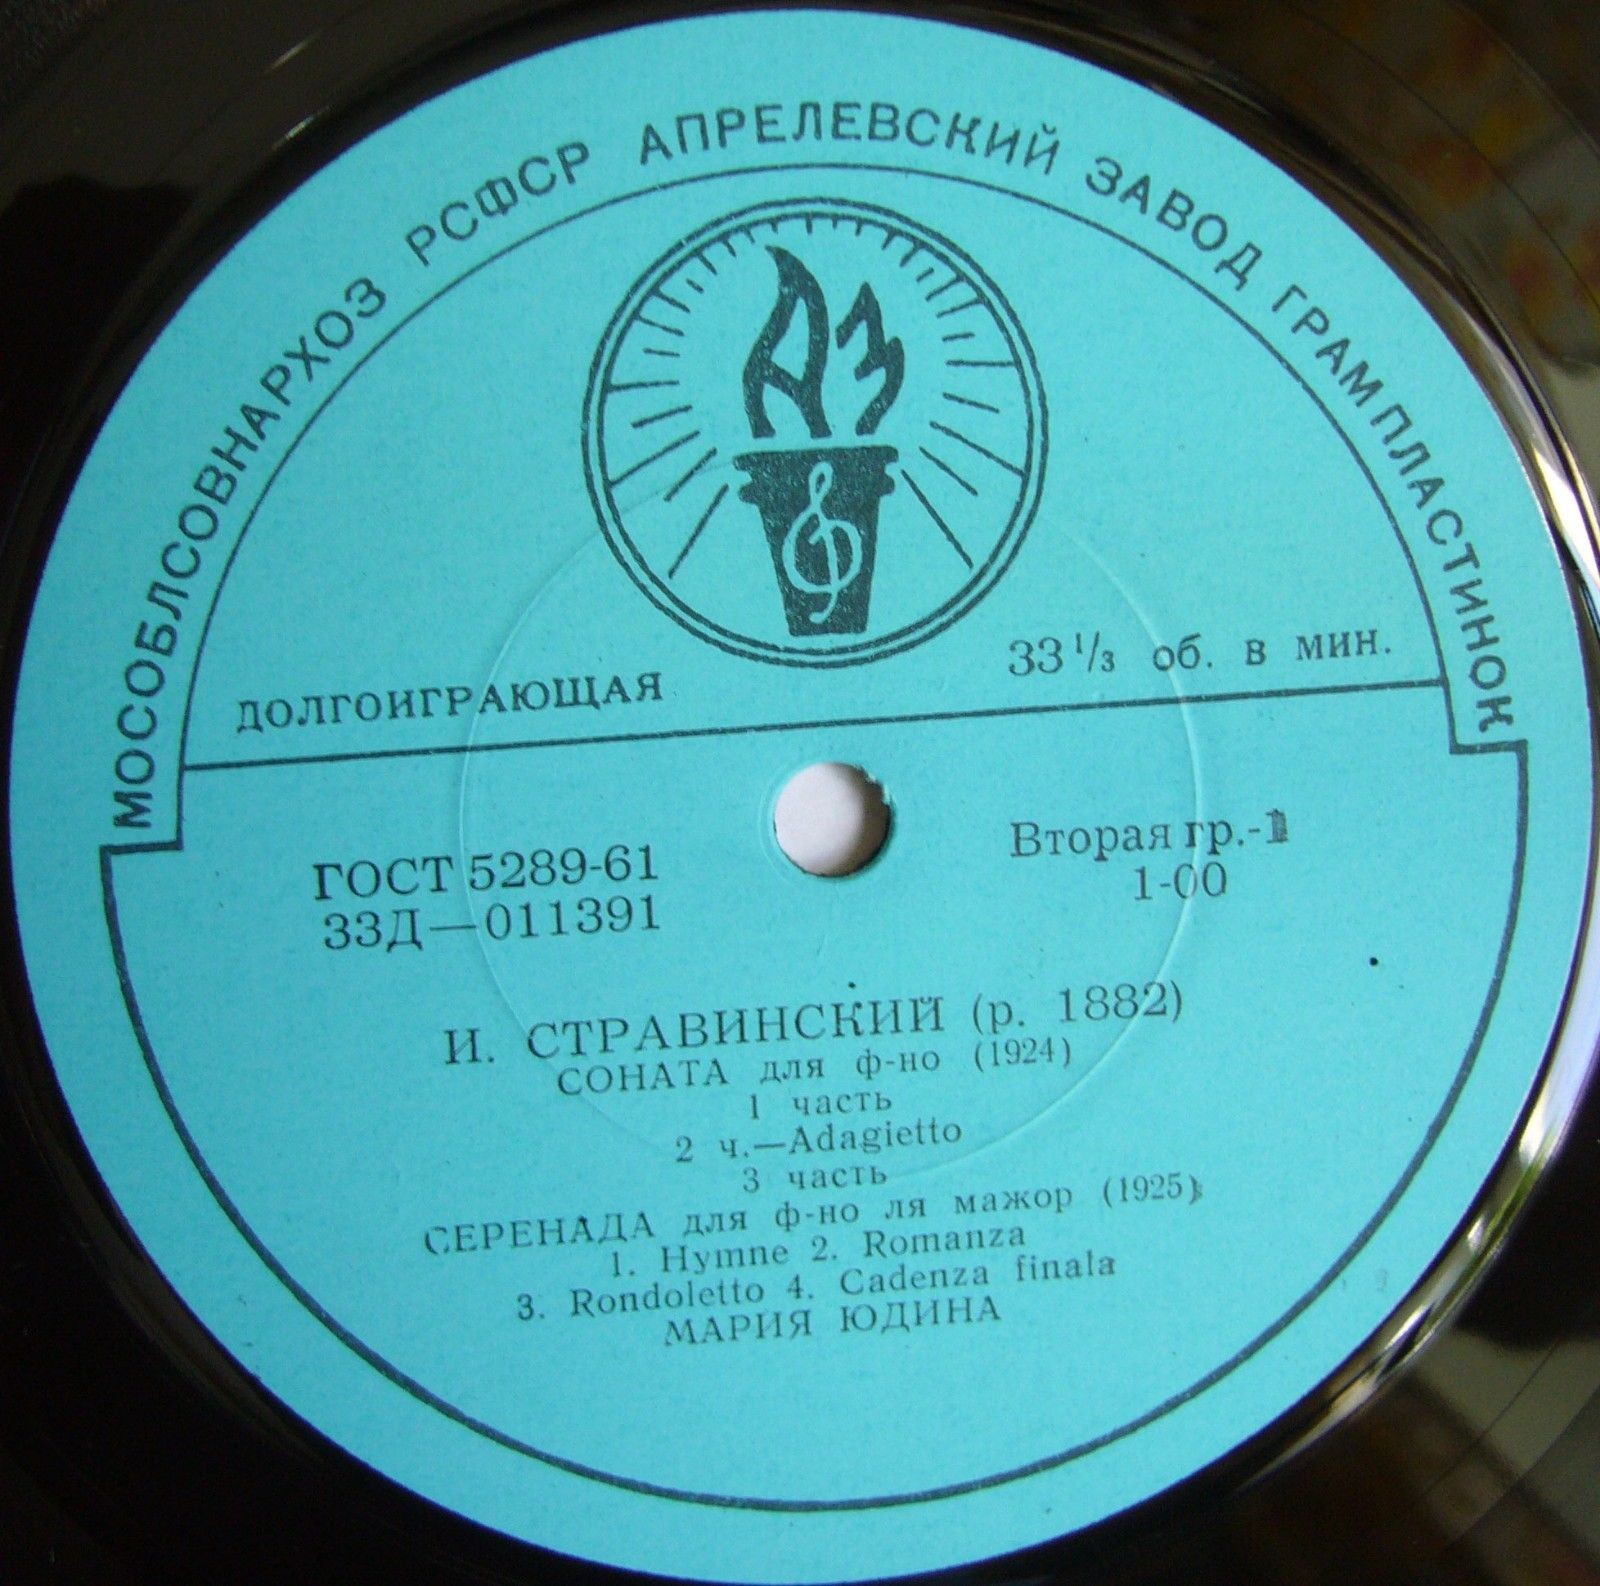 МОСОБЛСОВНАРХОЗ РСФСР АПРЕЛЕВСКИЙ ЗАВОД ГРАМПЛАСТИНОК
АЗ
ДОЛГОИГРАЮЩАЯ
33 1/3 об. в мин.
ГОСТ 5289-61
33Д—011391
Вторая гр.-1
1-00
И. СТРАВИНСКИЙ (р. 1882)
СОНАТА для ф-но (1924)
1 часть
2 ч.—Adagietto
3 часть
СЕРЕНАДА для ф-но ля мажор (1925)
1. Hymne 2. Romanza
3. Rondoletto 4. Cadenza finala
МАРИЯ ЮДИНА